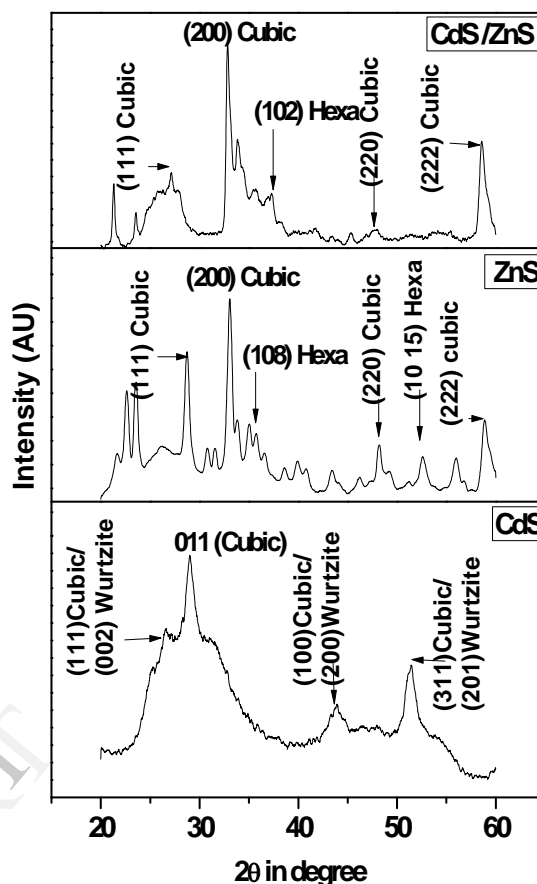 CdS/ZnS
(200) Cubic
(111) Cubic
(102) Hexa
(220) Cubic
(222) Cubic
ZnS
(200) Cubic
(111) Cubic
(108) Hexa
(220) Cubic
(10 15) Hexa
(222) cubic
CdS
011 (Cubic)
(111)Cubic/
(002) Wurtzite
(100)Cubic/
(200)Wurtzite
(311)Cubic/
(201)Wurtzite
Intensity (AU)
20 30 40 50 60
2θ in degree